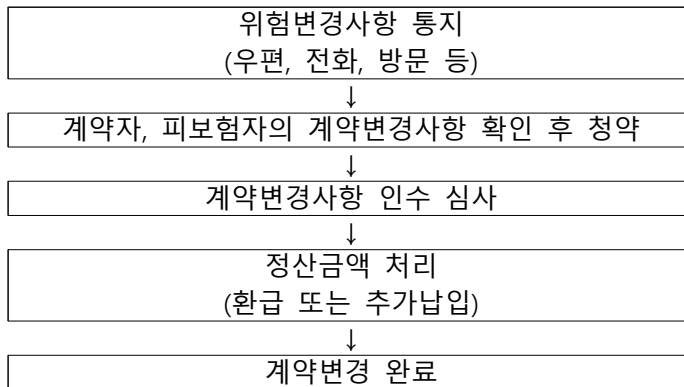 위험변경사항 통지
(우편, 전화, 방문 등)
↓
계약자, 피보험자의 계약변경사항 확인 후 청약
↓
계약변경사항 인수 심사
↓
정산금액 처리
(환급 또는 추가납입)
↓
계약변경 완료